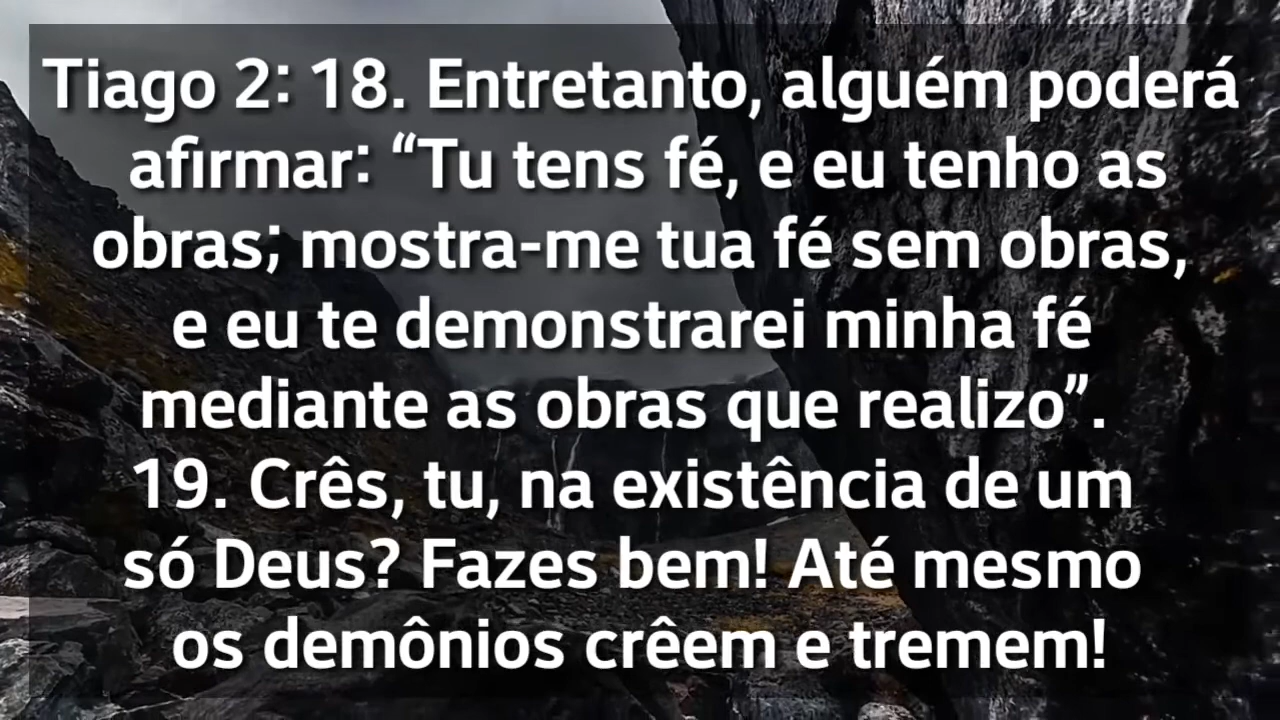 Tiago 2: 18. Entretanto, alguém poderá
afirmar: “Tu tens fé, e eu tenho as
obras; mostra-me tua fé sem obras,
e eu te demonstrarei minha fé
mediante as obras que realizo”.
19. Crês, tu, na existência de um
só Deus? Fazes bem! Até mesmo
os demônios crêem e tremem!